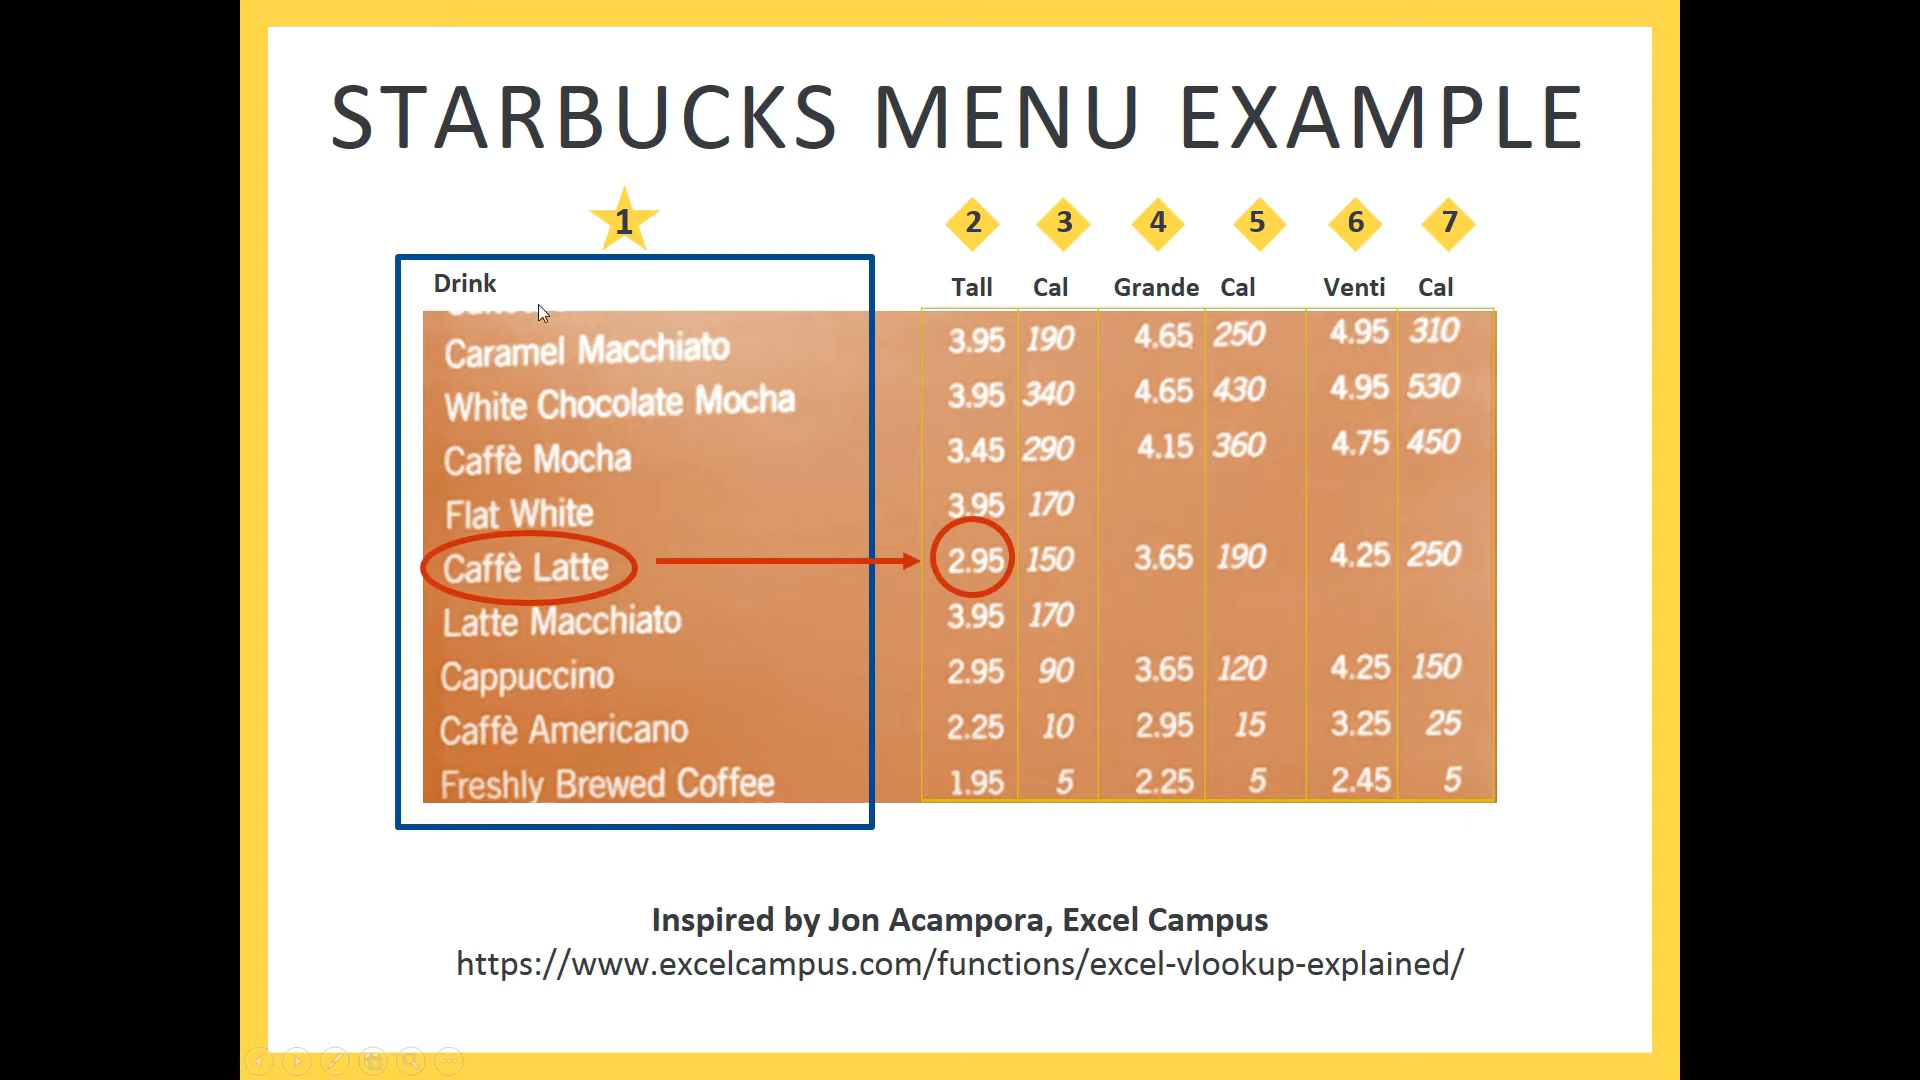 STARBUCKS MENU EXAMPLE
1 2 3 4 5 6 7
Drink Tall Cal Grande Cal Venti Cal
Caramel Macchiato 3.95 190 4.65 250 4.95 310
White Chocolate Mocha 3.95 340 4.65 430 4.95 530
Caffè Mocha 3.45 290 4.15 360 4.75 450
Flat White 3.95 170
Caffè Latte 2.95 150 3.65 190 4.25 250
Latte Macchiato 3.95 170
Cappuccino 2.95 90 3.65 120 4.25 150
Caffè Americano 2.25 10 2.95 15 3.25 25
Freshly Brewed Coffee 1.95 5 2.25 5 2.45 5
Inspired by Jon Acampora, Excel Campus
https://www.excelcampus.com/functions/excel-vlookup-explained/